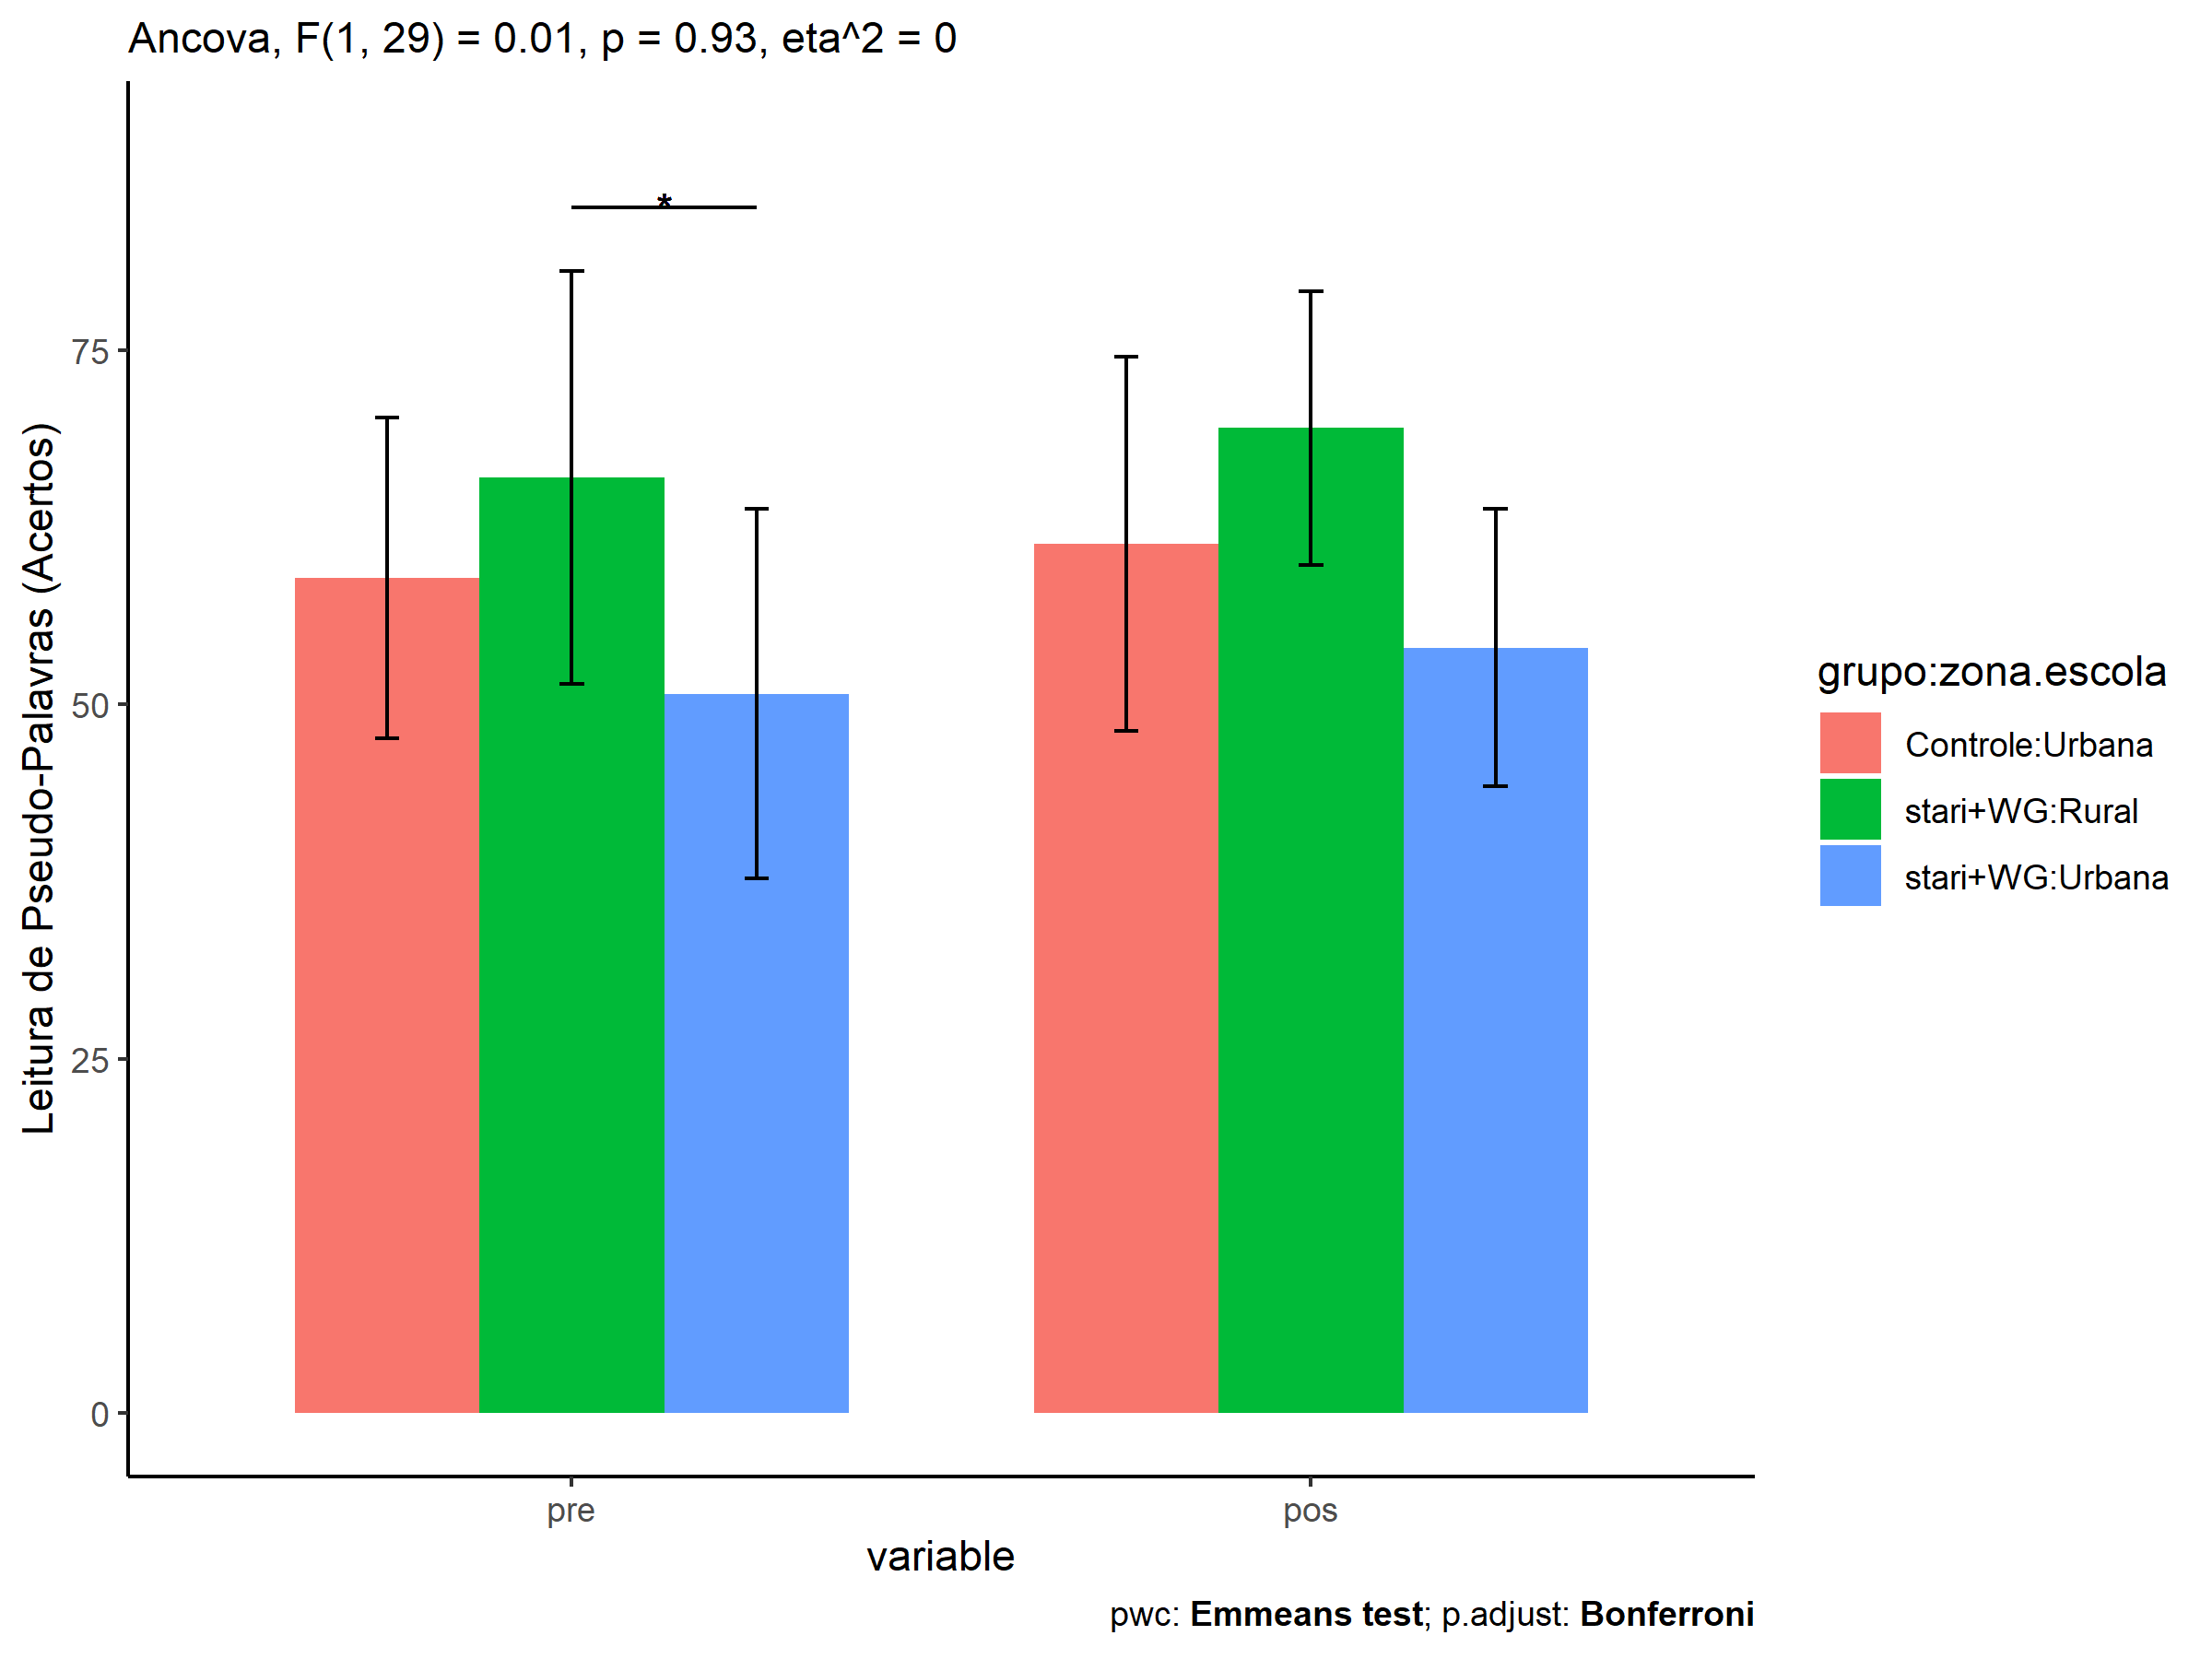 Ancova, F(1, 29) = 0.01, p = 0.93, eta^2 = 0
*
Leitura de Pseudo-Palavras (Acertos)
75
50
25
0
pre
pos
variable
grupo:zona.escola
Controle:Urbana
stari+WG:Rural
stari+WG:Urbana
pwc: Emmeans test; p.adjust: Bonferroni